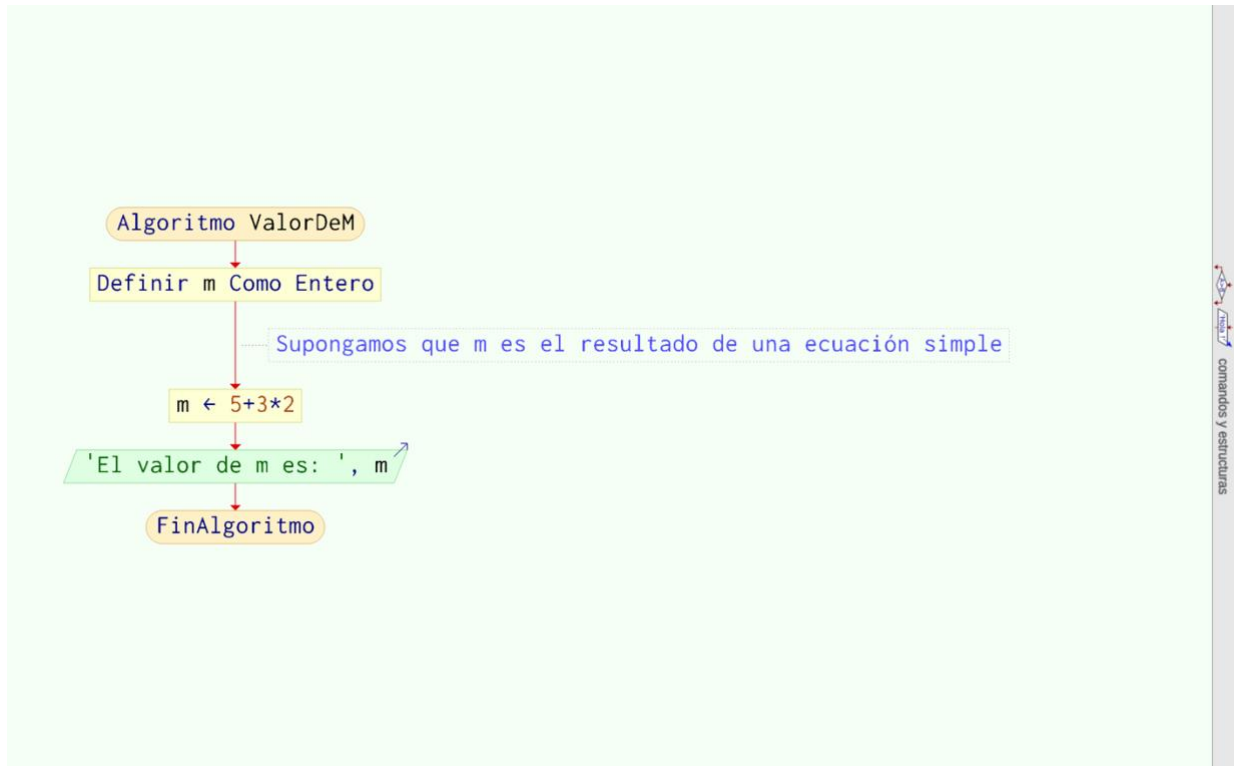 Algoritmo ValorDeM
Definir m Como Entero
Supongamos que m es el resultado de una ecuación simple
m ← 5+3*2
'El valor de m es: ', m
FinAlgoritmo
comandos y estructuras